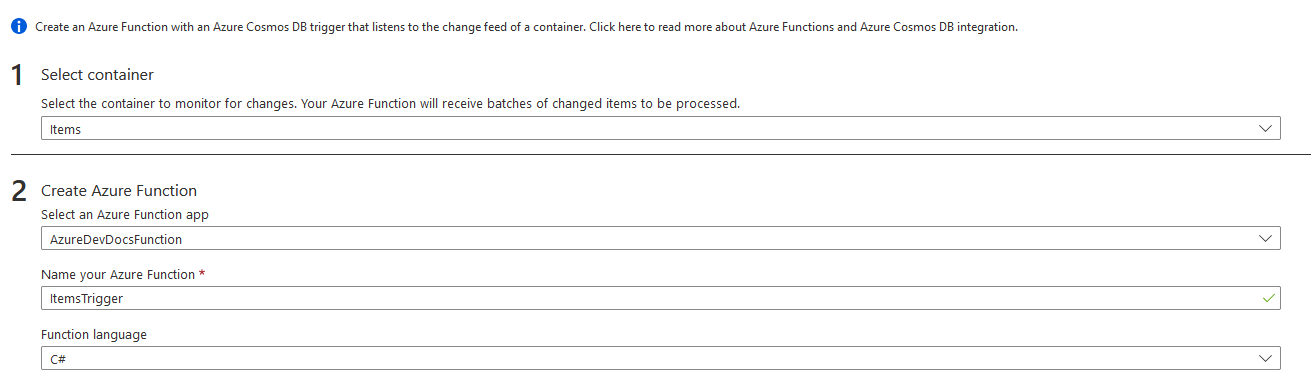 Create an Azure Function with an Azure Cosmos DB trigger that listens to the change feed of a container. Click here to read more about Azure Functions and Azure Cosmos DB integration.
1 Select container
Select the container to monitor for changes. Your Azure Function will receive batches of changed items to be processed.
Items
2 Create Azure Function
Select an Azure Function app
AzureDevDocsFunction
Name your Azure Function *
ItemsTrigger
Function language
C#